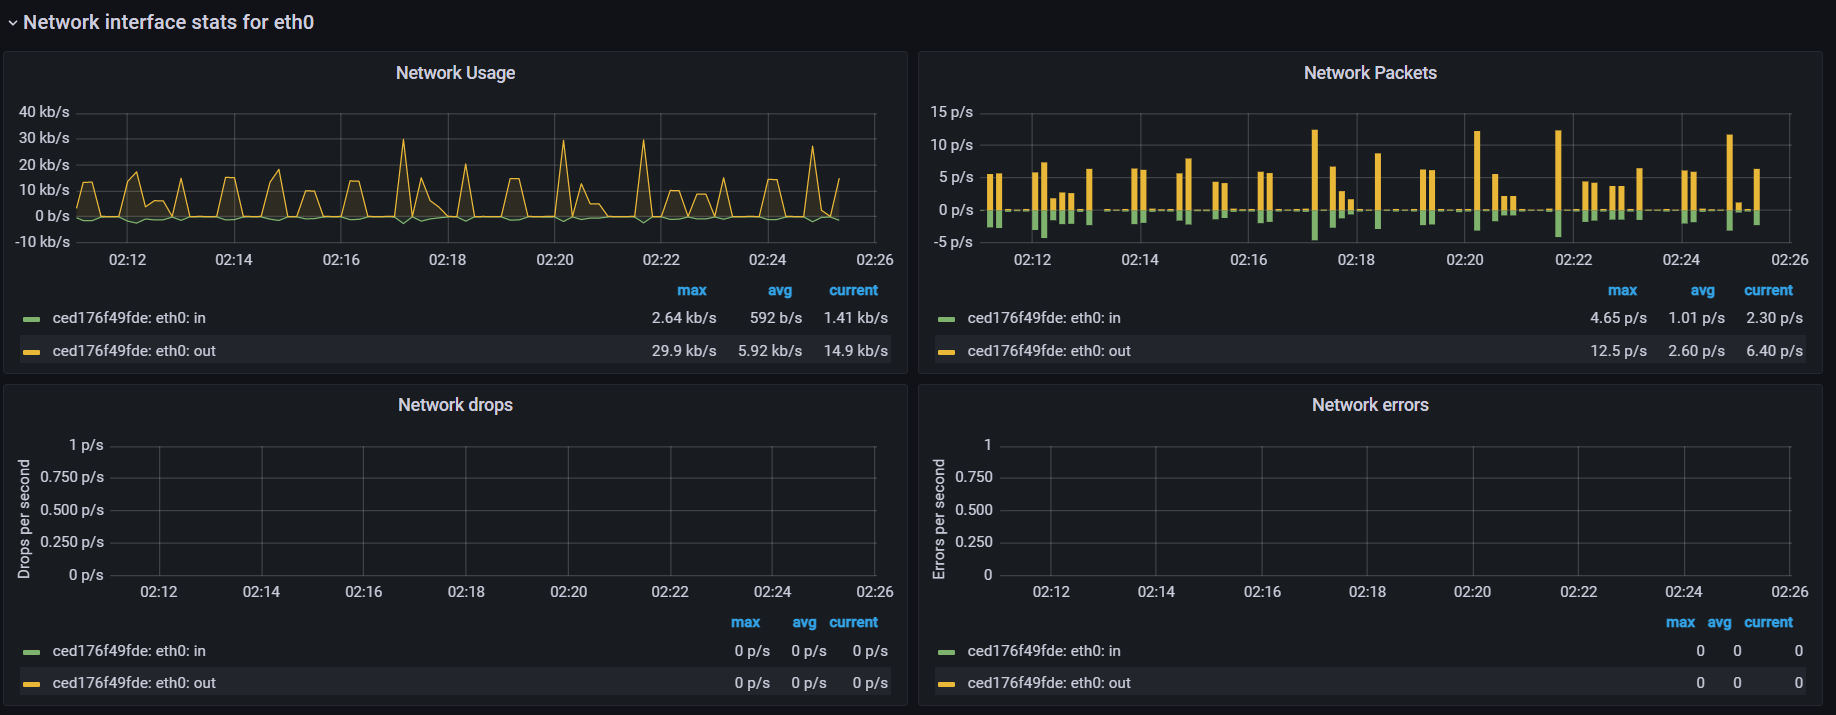 Network interface stats for eth0
Network Usage
40 kb/s
30 kb/s
20 kb/s
10 kb/s
0 b/s
-10 kb/s
02:12 02:14 02:16 02:18 02:20 02:22 02:24 02:26
max avg current
ced176f49fde: eth0: in 2.64 kb/s 592 b/s 1.41 kb/s
ced176f49fde: eth0: out 29.9 kb/s 5.92 kb/s 14.9 kb/s
Network Packets
15 p/s
10 p/s
5 p/s
0 p/s
-5 p/s
02:12 02:14 02:16 02:18 02:20 02:22 02:24 02:26
max avg current
ced176f49fde: eth0: in 4.65 p/s 1.01 p/s 2.30 p/s
ced176f49fde: eth0: out 12.5 p/s 2.60 p/s 6.40 p/s
Network drops
Drops per second
1 p/s
0.750 p/s
0.500 p/s
0.250 p/s
0 p/s
02:12 02:14 02:16 02:18 02:20 02:22 02:24 02:26
max avg current
ced176f49fde: eth0: in 0 p/s 0 p/s 0 p/s
ced176f49fde: eth0: out 0 p/s 0 p/s 0 p/s
Network errors
Errors per second
1
0.750
0.500
0.250
0
02:12 02:14 02:16 02:18 02:20 02:22 02:24 02:26
max avg current
ced176f49fde: eth0: in 0 0 0
ced176f49fde: eth0: out 0 0 0